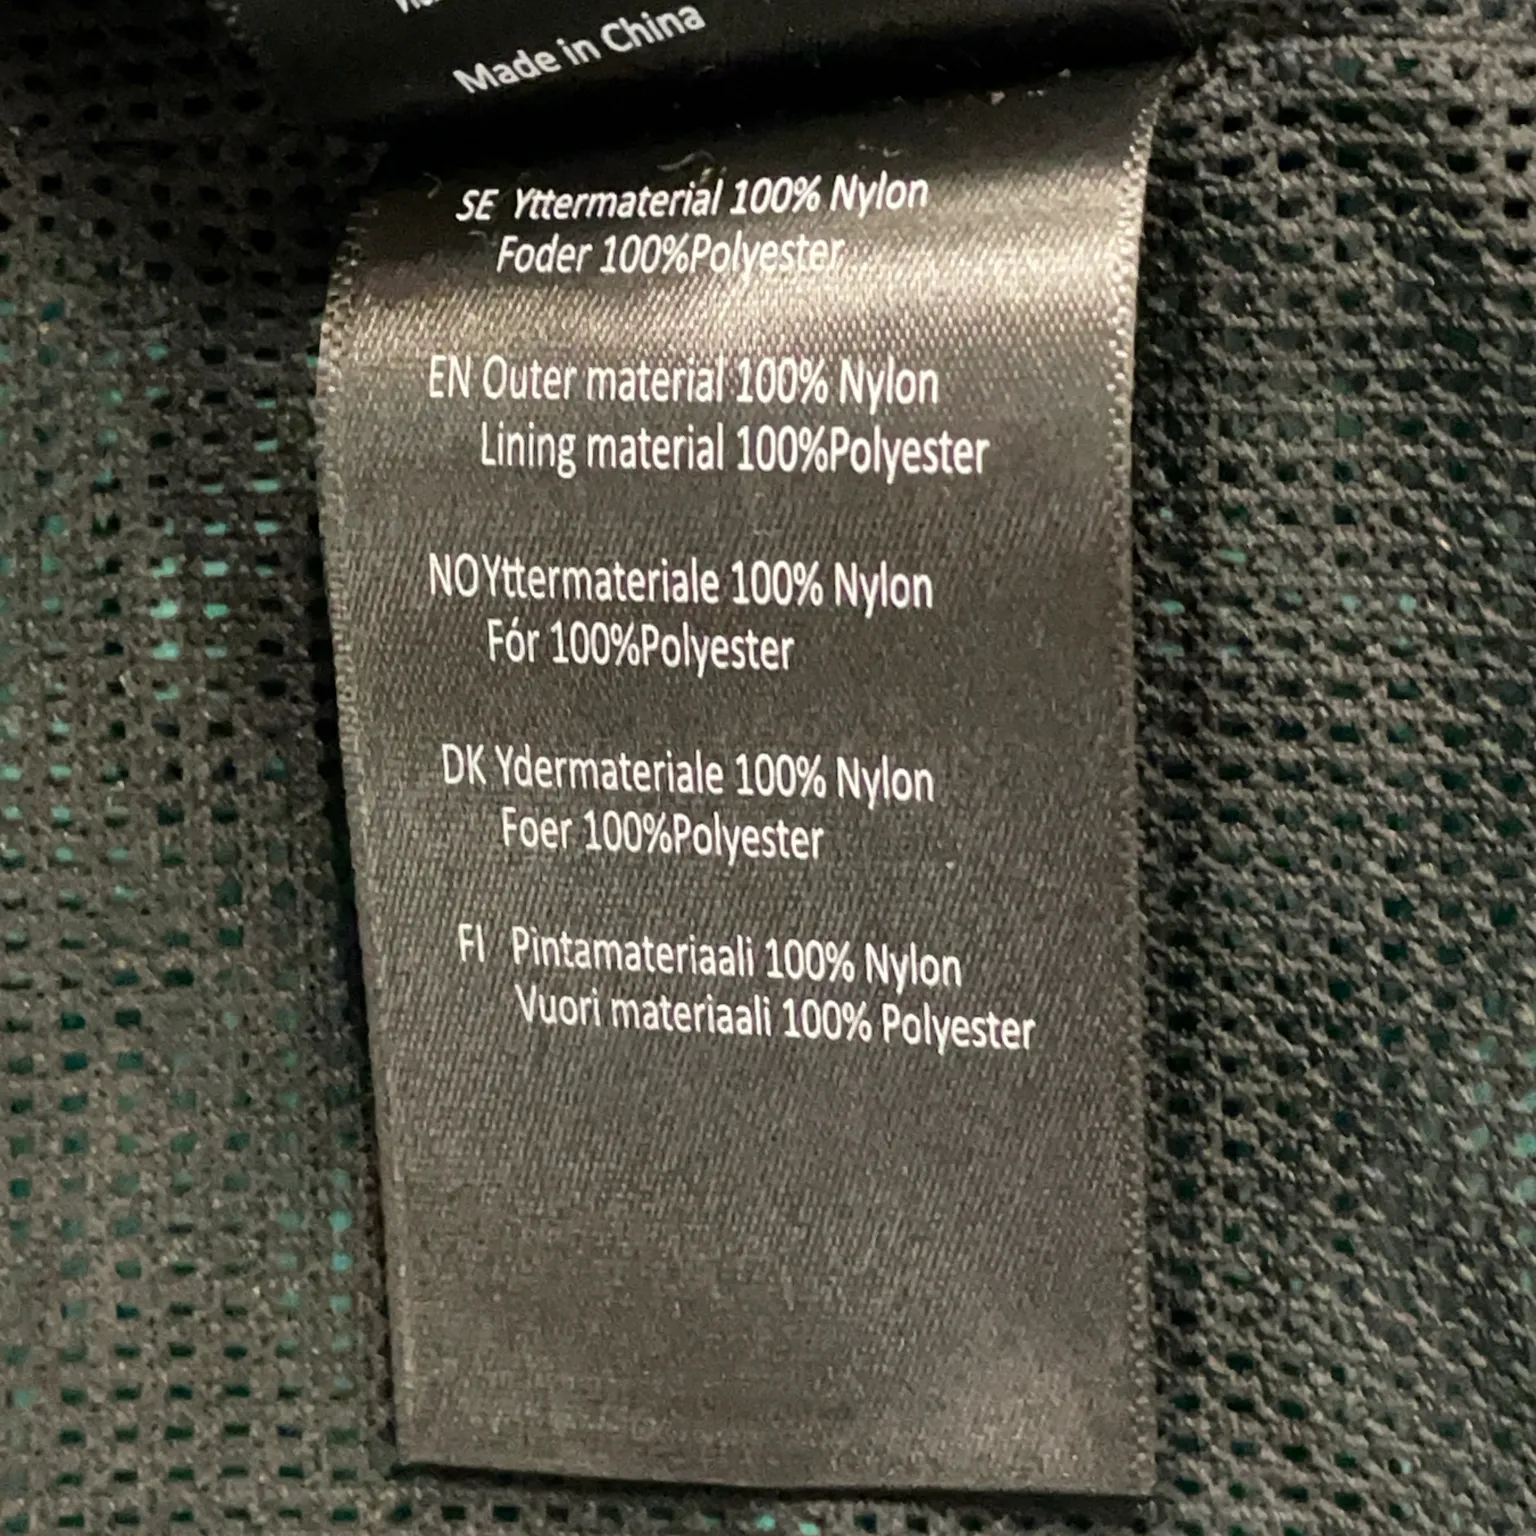 Made in China
SE Yttermaterial 100% Nylon
Foder 100%Polyester
EN Outer material 100% Nylon
Lining material 100%Polyester
NO Yttermateriale 100% Nylon
Fór 100%Polyester
DK Ydermateriale 100% Nylon
Foer 100%Polyester
FI Pintamateriaali 100% Nylon
Vuori materiaali 100% Polyester